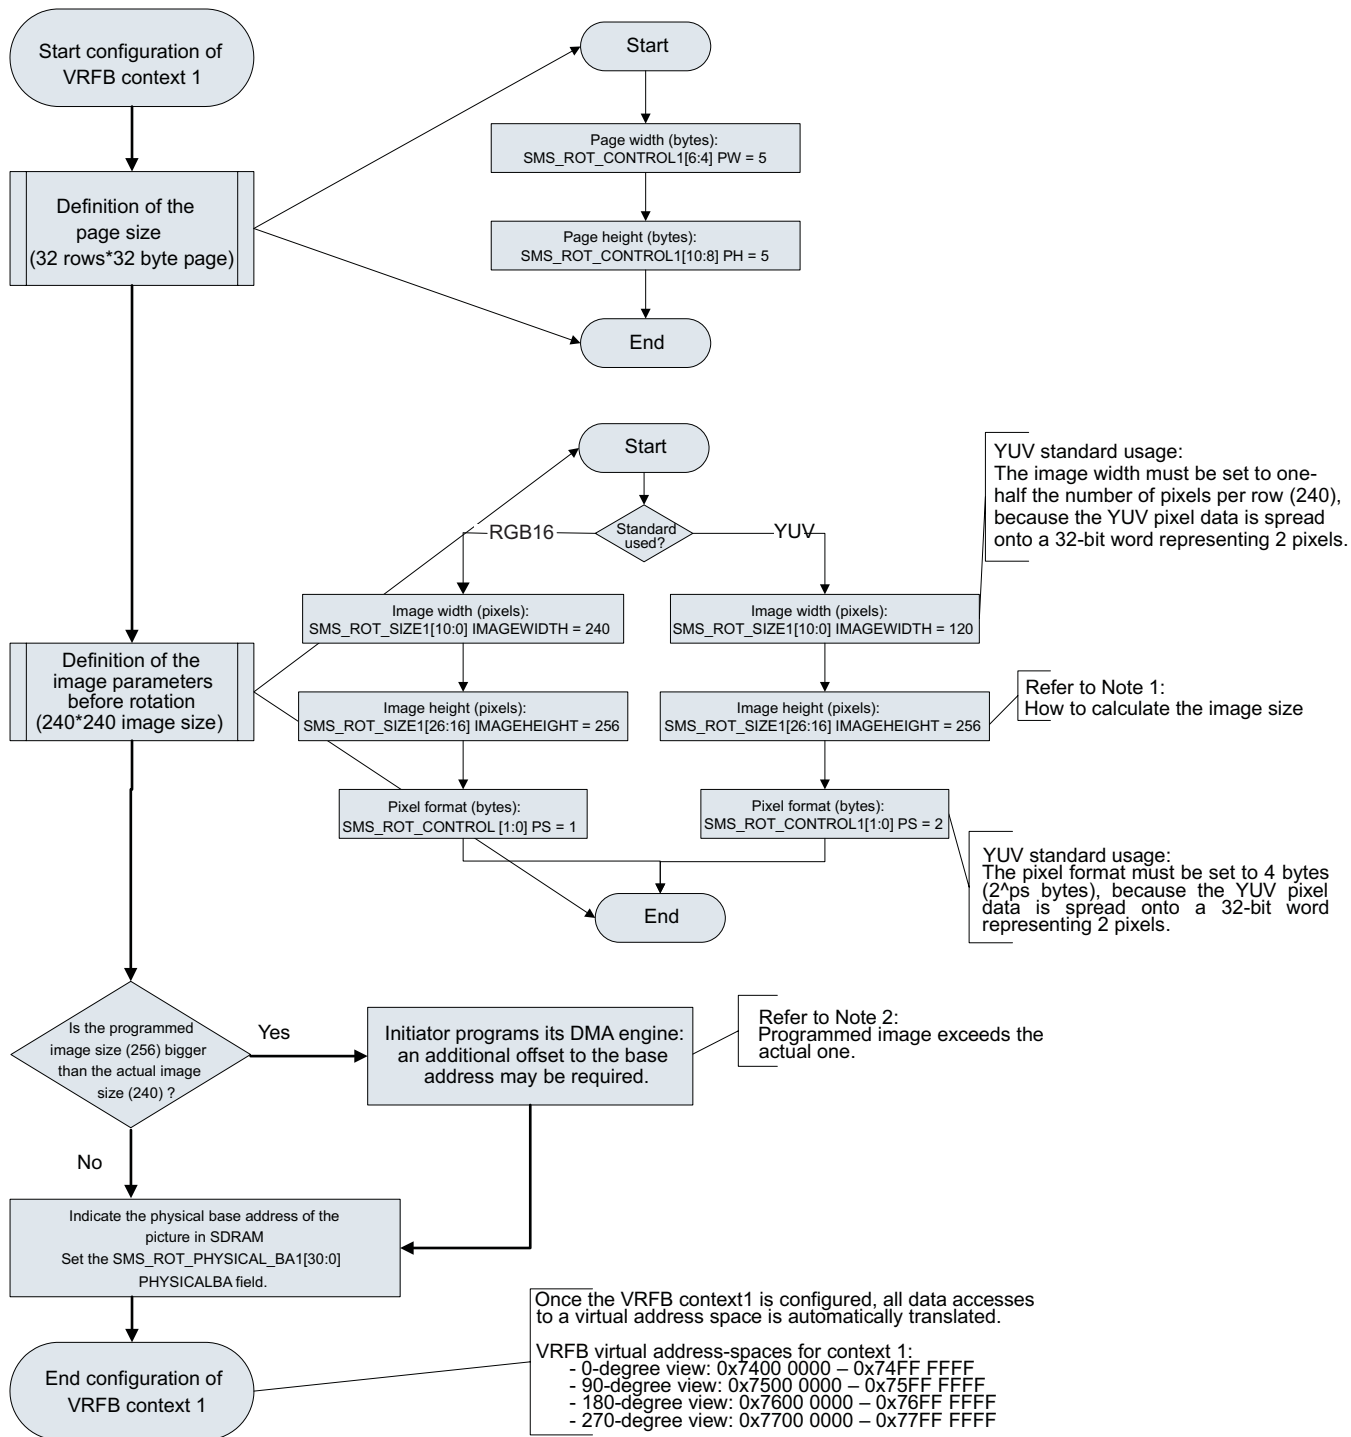 Start configuration of
VRFB context 1
Start
Page width (bytes):
SMS_ROT_CONTROL1[6:4] PW = 5
Definition of the
page size
(32 rows*32 byte page)
Page height (bytes):
SMS_ROT_CONTROL1[10:8] PH = 5
End
Start
YUV standard usage:
The image width must be set to one-
half the number of pixels per row (240),
because the YUV pixel data is spread
onto a 32-bit word representing 2 pixels.
RGB16
Standard
used?
YUV
Image width (pixels):
SMS_ROT_SIZE1[10:0] IMAGEWIDTH = 240
Image width (pixels):
SMS_ROT_SIZE1[10:0] IMAGEWIDTH = 120
Definition of the
image parameters
before rotation
(240*240 image size)
Image height (pixels):
SMS_ROT_SIZE1[26:16] IMAGEHEIGHT = 256
Image height (pixels):
SMS_ROT_SIZE1[26:16] IMAGEHEIGHT = 256
Refer to Note 1:
How to calculate the image size
Pixel format (bytes):
SMS_ROT_CONTROL [1:0] PS = 1
Pixel format (bytes):
SMS_ROT_CONTROL1[1:0] PS = 2
YUV standard usage:
The pixel format must be set to 4 bytes
(2^ps bytes), because the YUV pixel
data is spread onto a 32-bit word
representing 2 pixels.
End
Is the programmed
image size (256) bigger
than the actual image
size (240) ?
Yes
Initiator programs its DMA engine:
an additional offset to the base
address may be required.
Refer to Note 2:
Programmed image exceeds the
actual one.
No
Indicate the physical base address of the
picture in SDRAM
Set the SMS_ROT_PHYSICAL_BA1[30:0]
PHYSICALBA field.
End configuration of
VRFB context 1
Once the VRFB context1 is configured, all data accesses
to a virtual address space is automatically translated.
VRFB virtual address-spaces for context 1:
- 0-degree view: 0x7400 0000 – 0x74FF FFFF
- 90-degree view: 0x7500 0000 – 0x75FF FFFF
- 180-degree view: 0x7600 0000 – 0x76FF FFFF
- 270-degree view: 0x7700 0000 – 0x77FF FFFF